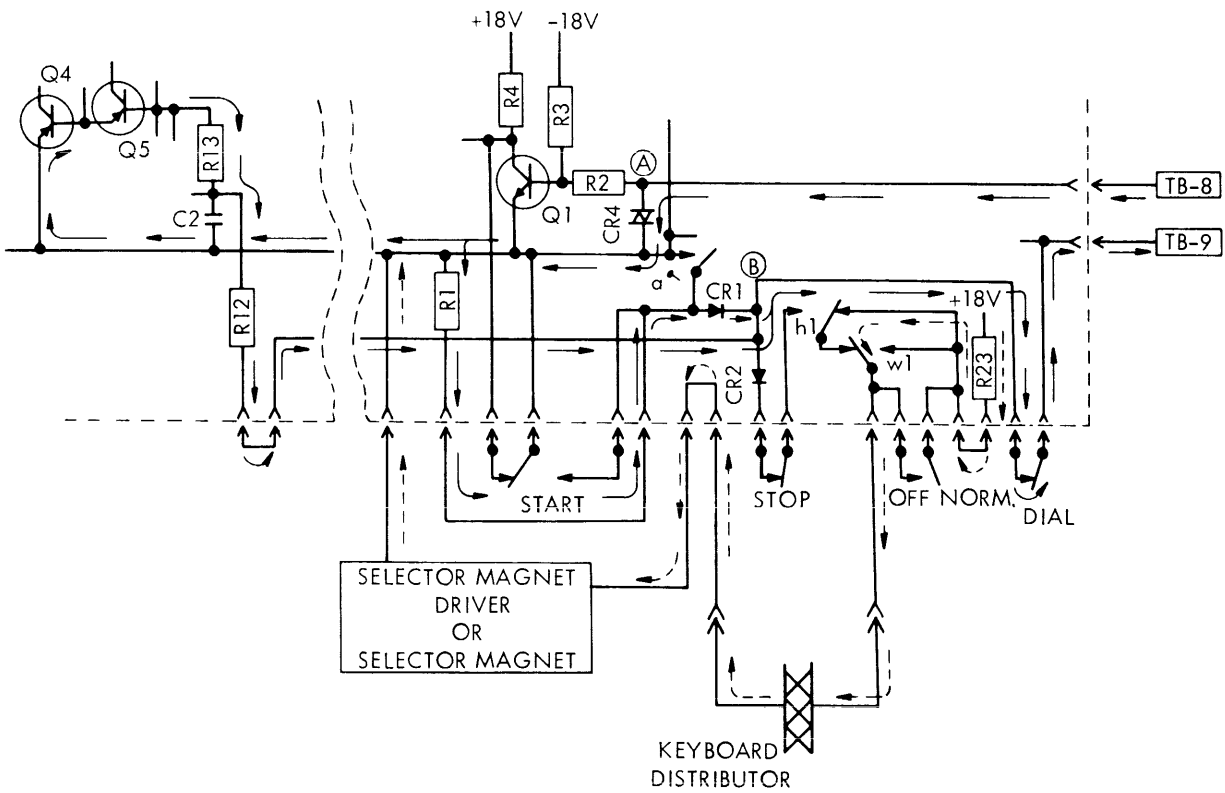 +18V
-18V
Q4
Q5
R13
C2
R12
R4
R3
R2
Q1
A
CR4
TB-8
TB-9
R1
a
B
CR1
CR2
h1
w1
+18V
R23
START
STOP
OFF
NORM.
DIAL
SELECTOR MAGNET
DRIVER
OR
SELECTOR MAGNET
KEYBOARD
DISTRIBUTOR